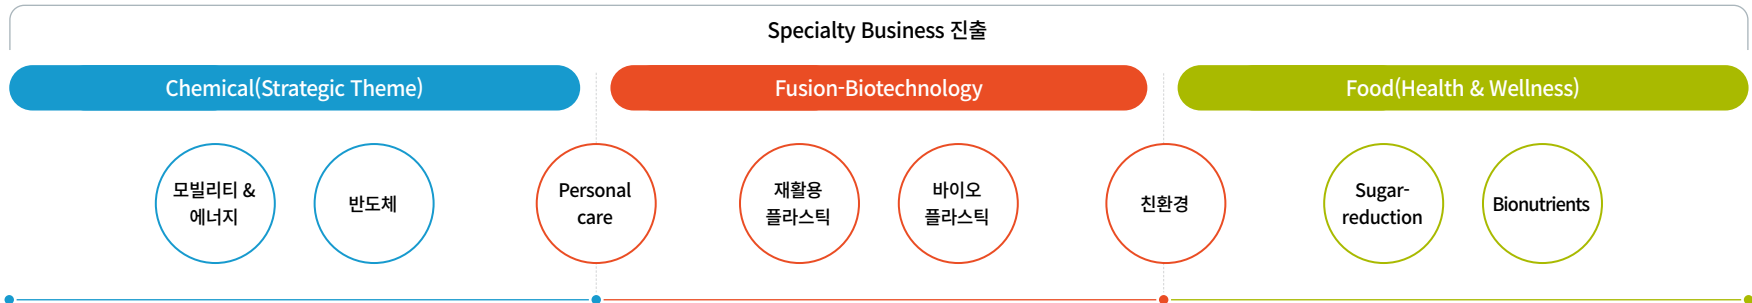 Specialty Business 진출
Chemical(Strategic Theme)
Fusion-Biotechnology
Food(Health & Wellness)
모빌리티 &
에너지
반도체
Personal
care
재활용
플라스틱
바이오
플라스틱
친환경
Sugar-
reduction
Bionutrients